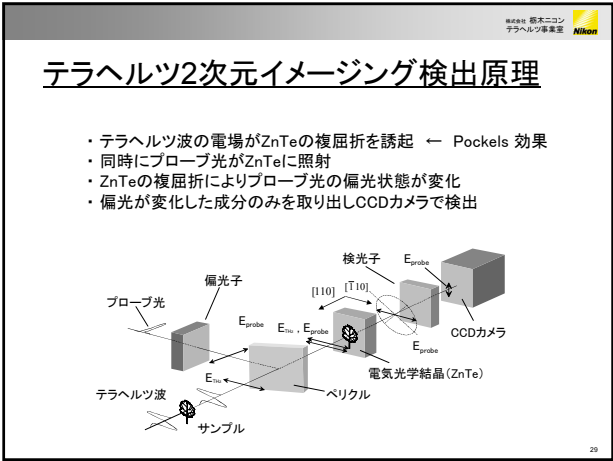 株式会社 栃木ニコン
テラヘルツ事業室
Nikon
テラヘルツ2次元イメージング検出原理
・ テラヘルツ波の電場がZnTeの複屈折を誘起 ← Pockels 効果
・ 同時にプローブ光がZnTeに照射
・ ZnTeの複屈折によりプローブ光の偏光状態が変化
・ 偏光が変化した成分のみを取り出しCCDカメラで検出
検光子
Eprobe
偏光子
[110]
[1̅10]
プローブ光
Eprobe
ETHz , Eprobe
CCDカメラ
Eprobe
電気光学結晶(ZnTe)
ETHz
ペリクル
テラヘルツ波
サンプル
29